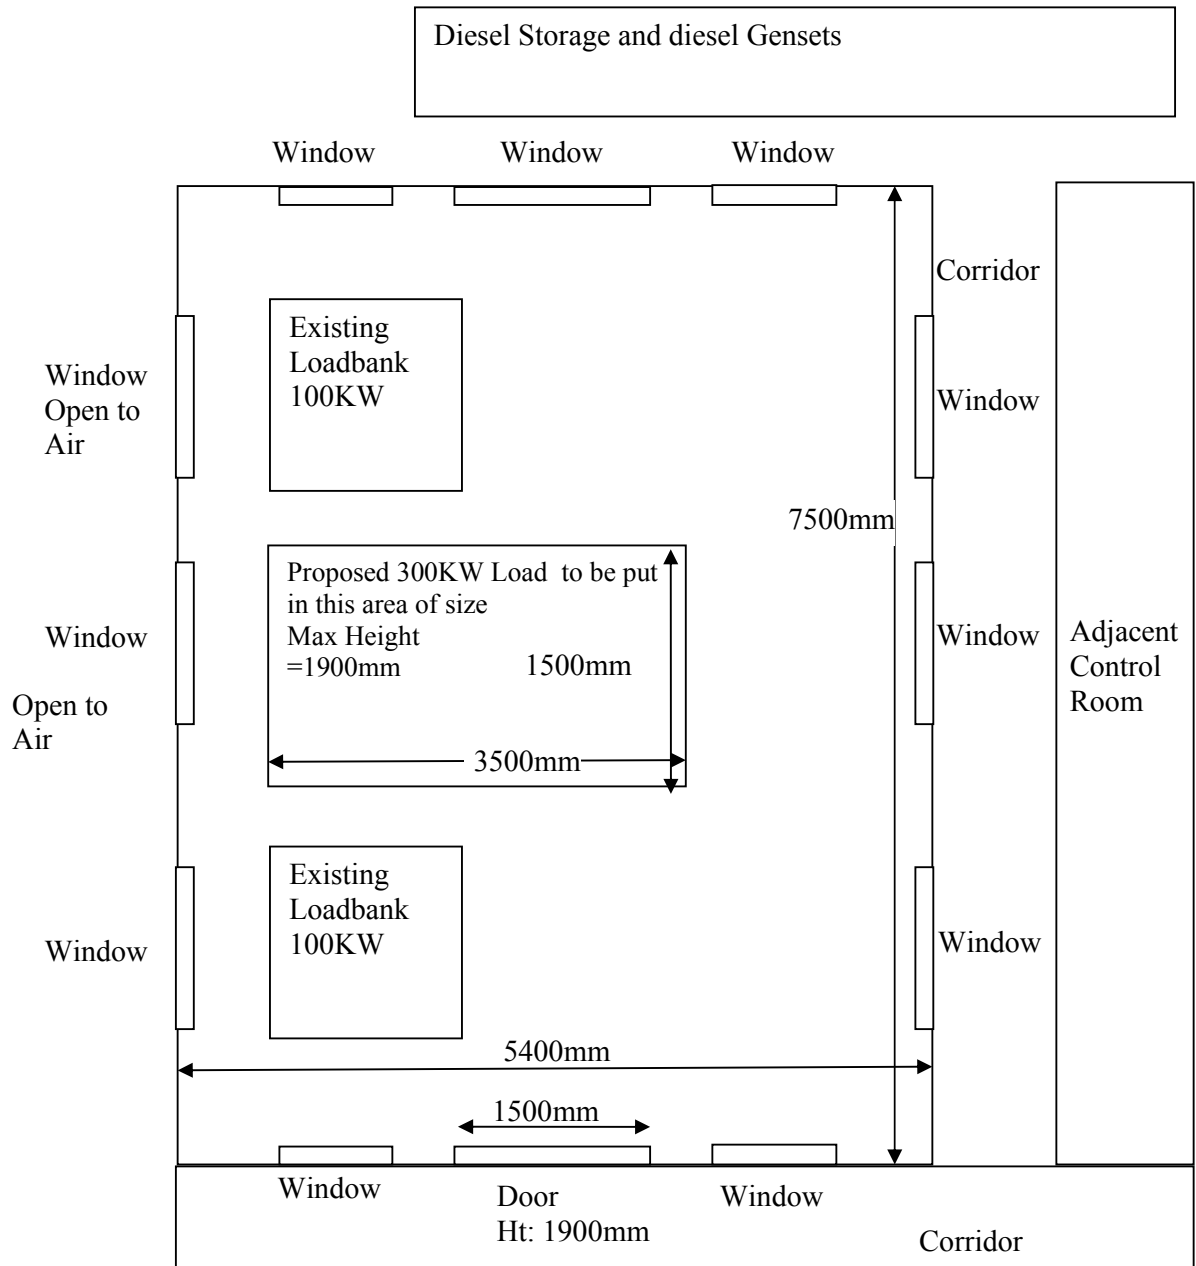 Diesel Storage and diesel Gensets
Window
Window
Window
Corridor
Existing
Loadbank
100KW
Window
Open to
Air
Window
7500mm
Proposed 300KW Load  to be put
in this area of size
Max Height
=1900mm
1500mm
3500mm
Window
Open to
Air
Window
Adjacent
Control
Room
Existing
Loadbank
100KW
Window
Window
5400mm
1500mm
Window
Door
Ht: 1900mm
Window
Corridor